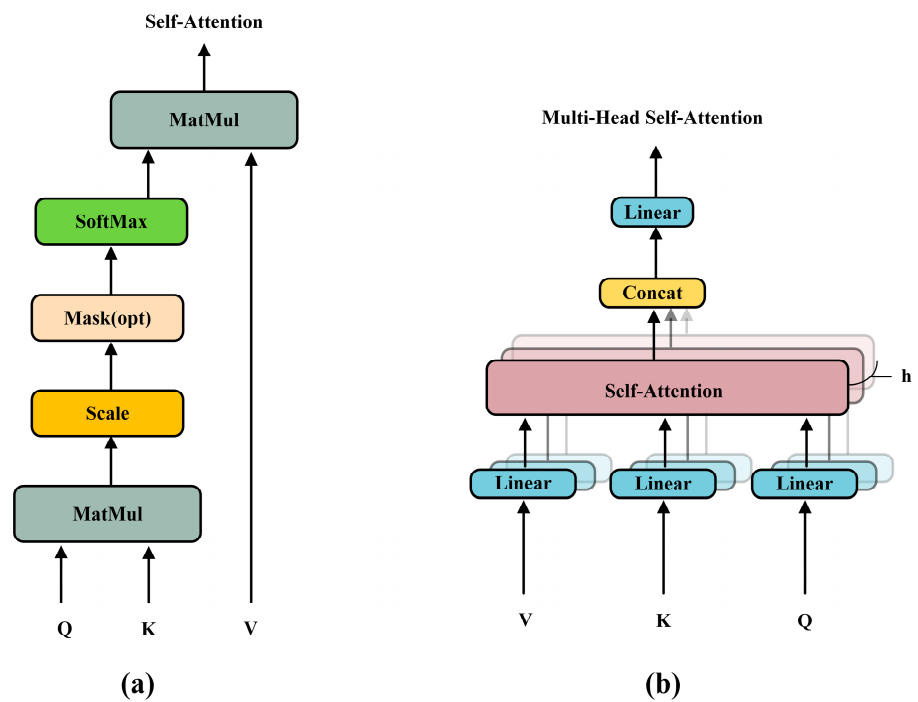 Self-Attention
MatMul
SoftMax
Mask(opt)
Scale
MatMul
Q K V
(a)
Multi-Head Self-Attention
Linear
Concat
Self-Attention
h
Linear Linear Linear
V K Q
(b)